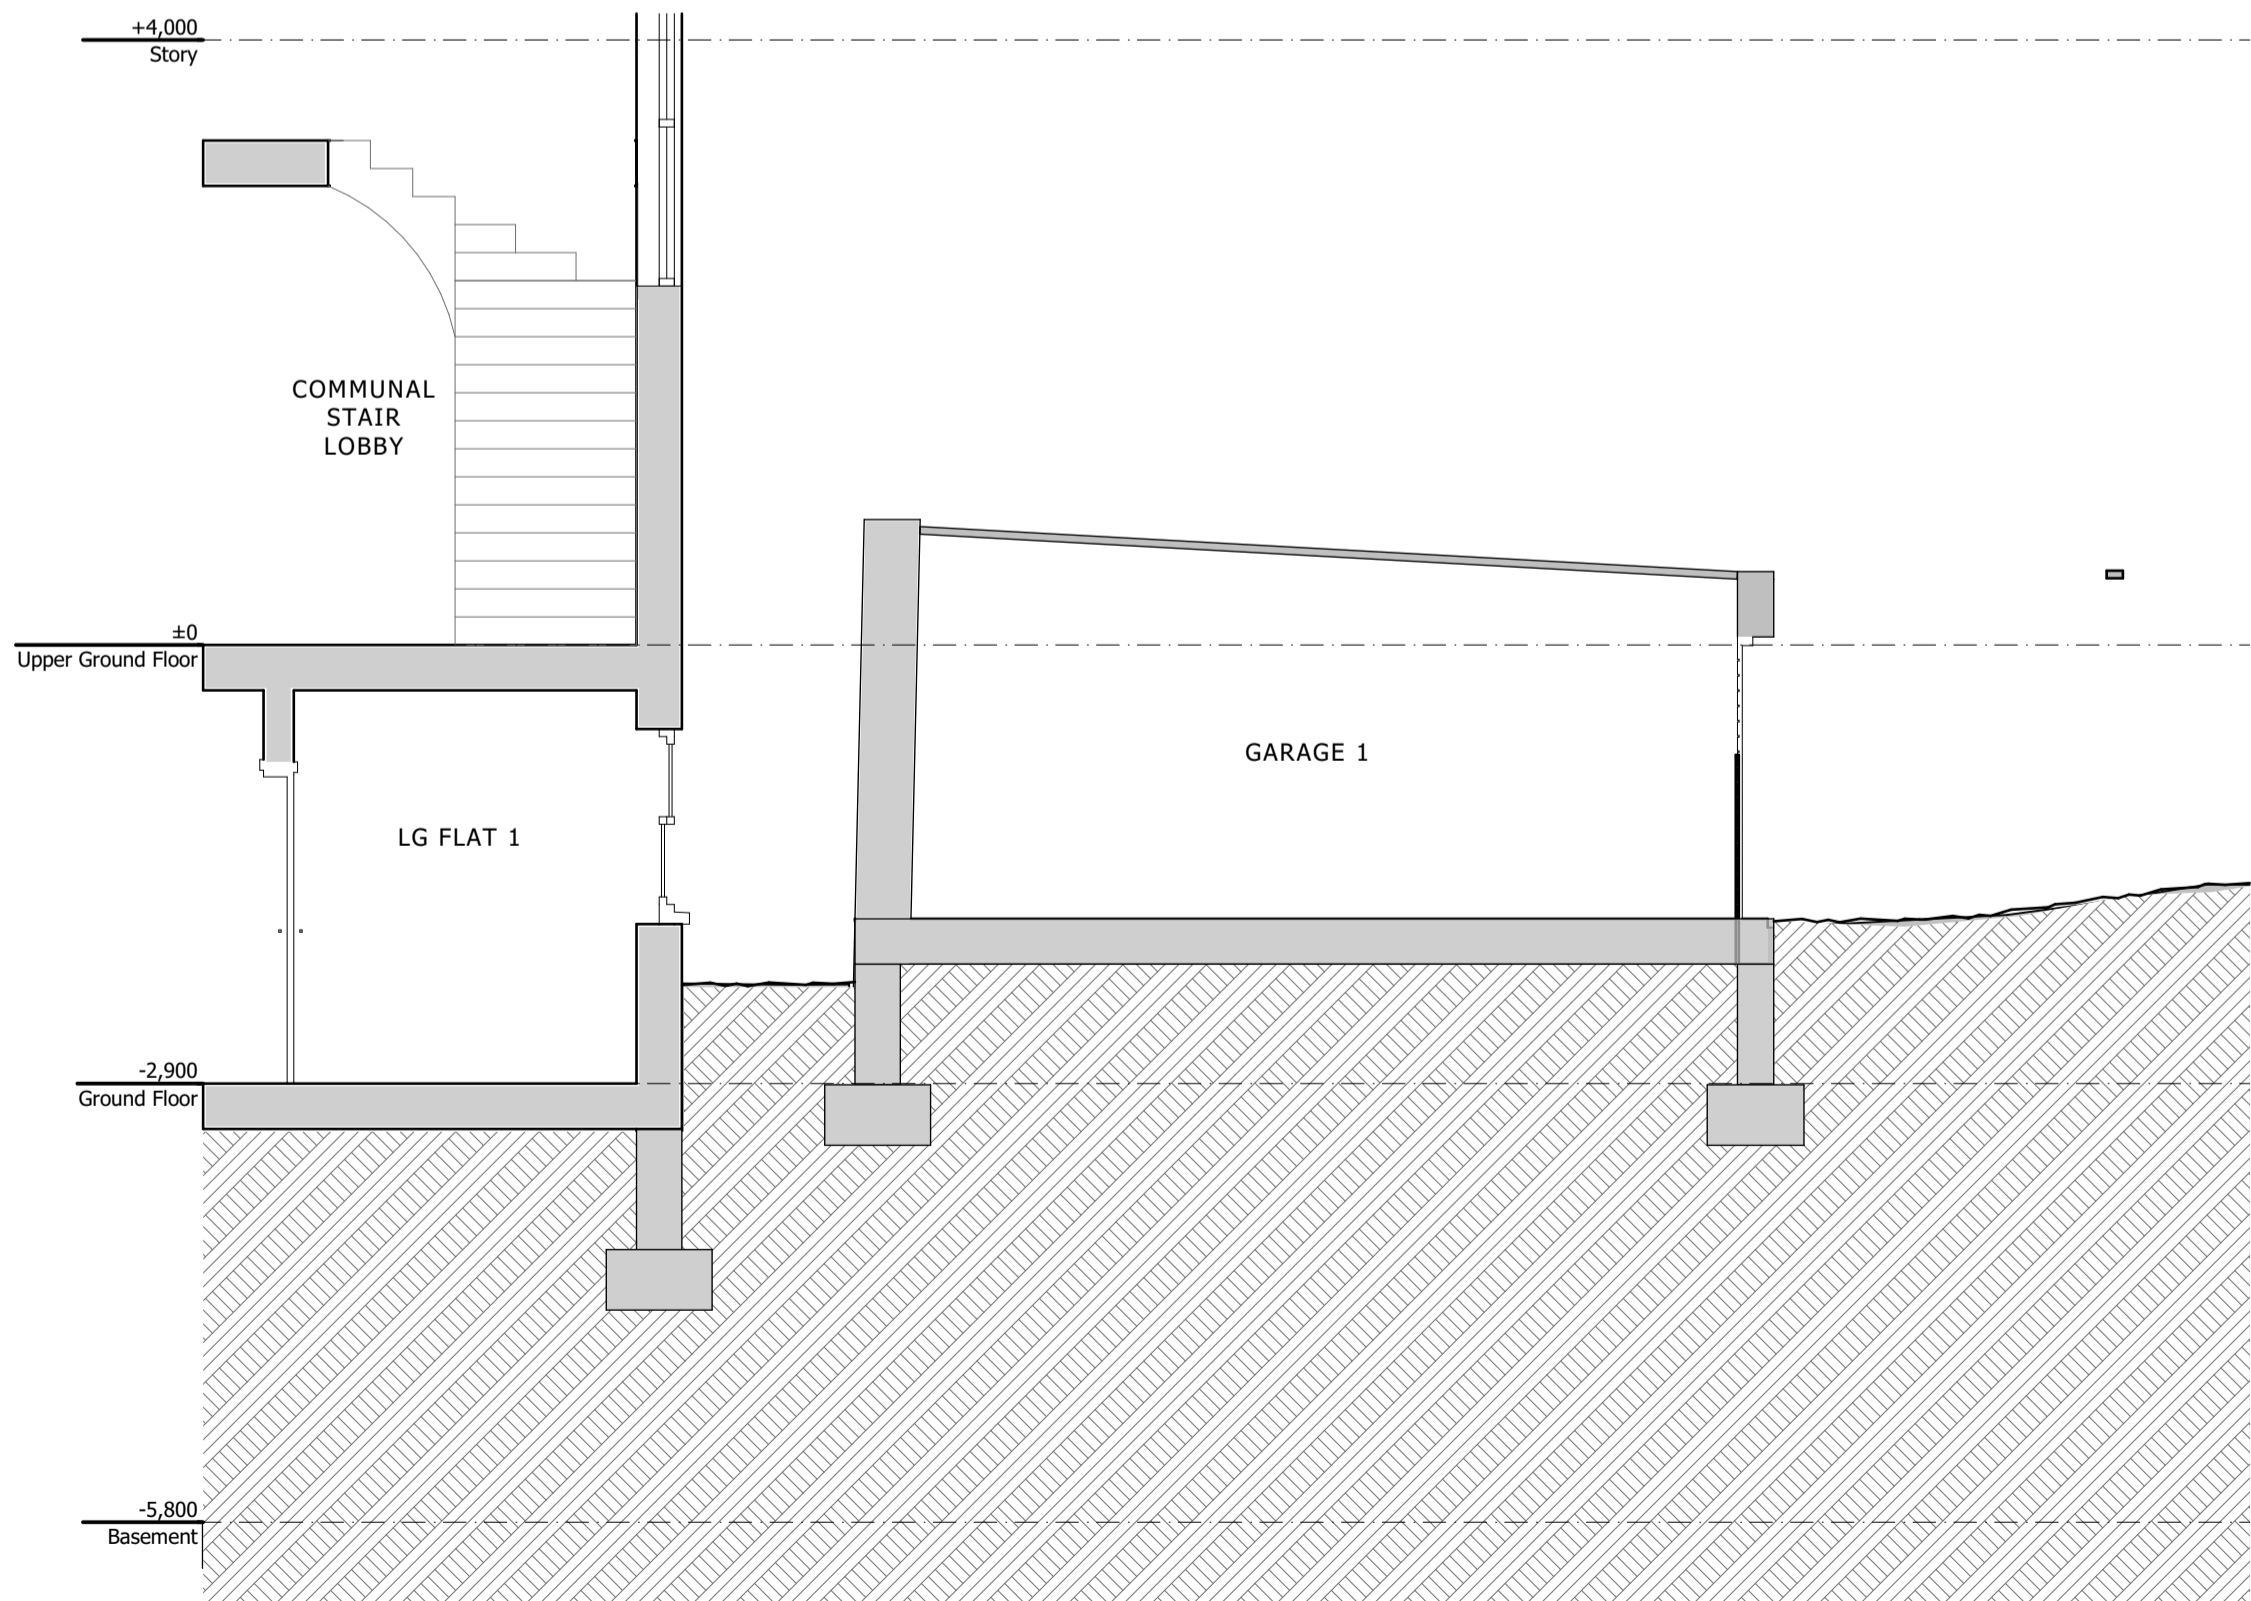 +4,000
Story
COMMUNAL
STAIR
LOBBY
±0
Upper Ground Floor
GARAGE 1
LG FLAT 1
-2,900
Ground Floor
-5,800
Basement